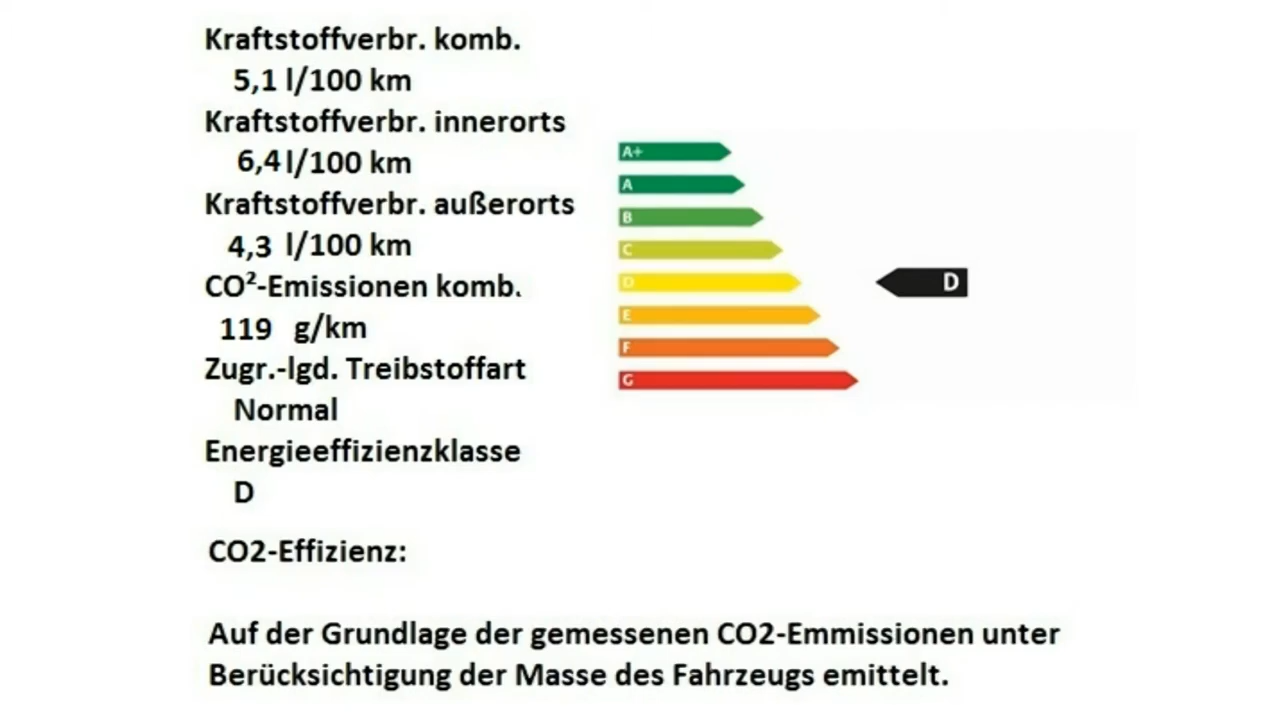 Kraftstoffverbr. komb.
5,1 l/100 km
Kraftstoffverbr. innerorts
6,4 l/100 km
Kraftstoffverbr. außerorts
4,3 l/100 km
CO²-Emissionen komb.
119 g/km
Zugr.-lgd. Treibstoffart
Normal
Energieeffizienzklasse
D
A+
A
B
C
D
D
E
F
G
CO2-Effizienz:
Auf der Grundlage der gemessenen CO2-Emmissionen unter
Berücksichtigung der Masse des Fahrzeugs emittelt.